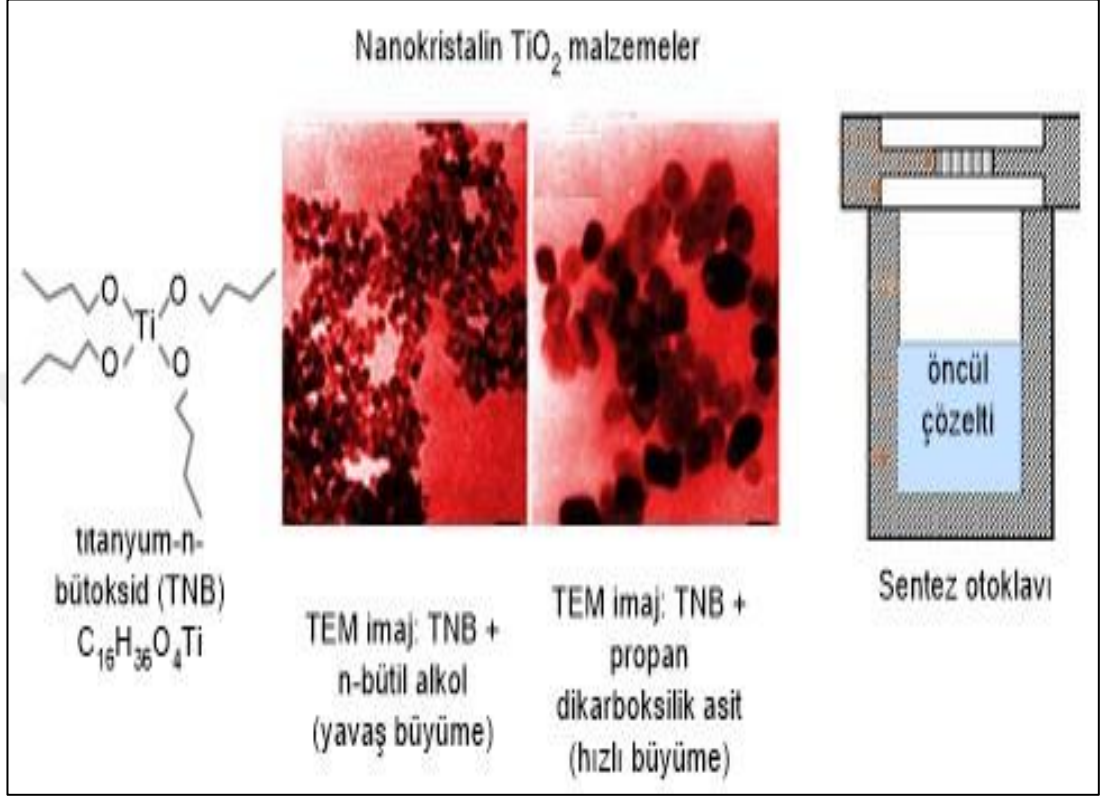 Nanokristalin TiO₂ malzemeler
O
O
Ti
O
O
titanyum-n-
bütoksid (TNB)
C₁₆H₃₆O₄Ti
TEM imaj: TNB +
n-bütil alkol
(yavaş büyüme)
TEM imaj: TNB +
propan
dikarboksilik asit
(hızlı büyüme)
öncül
çözelti
Sentez otoklavı